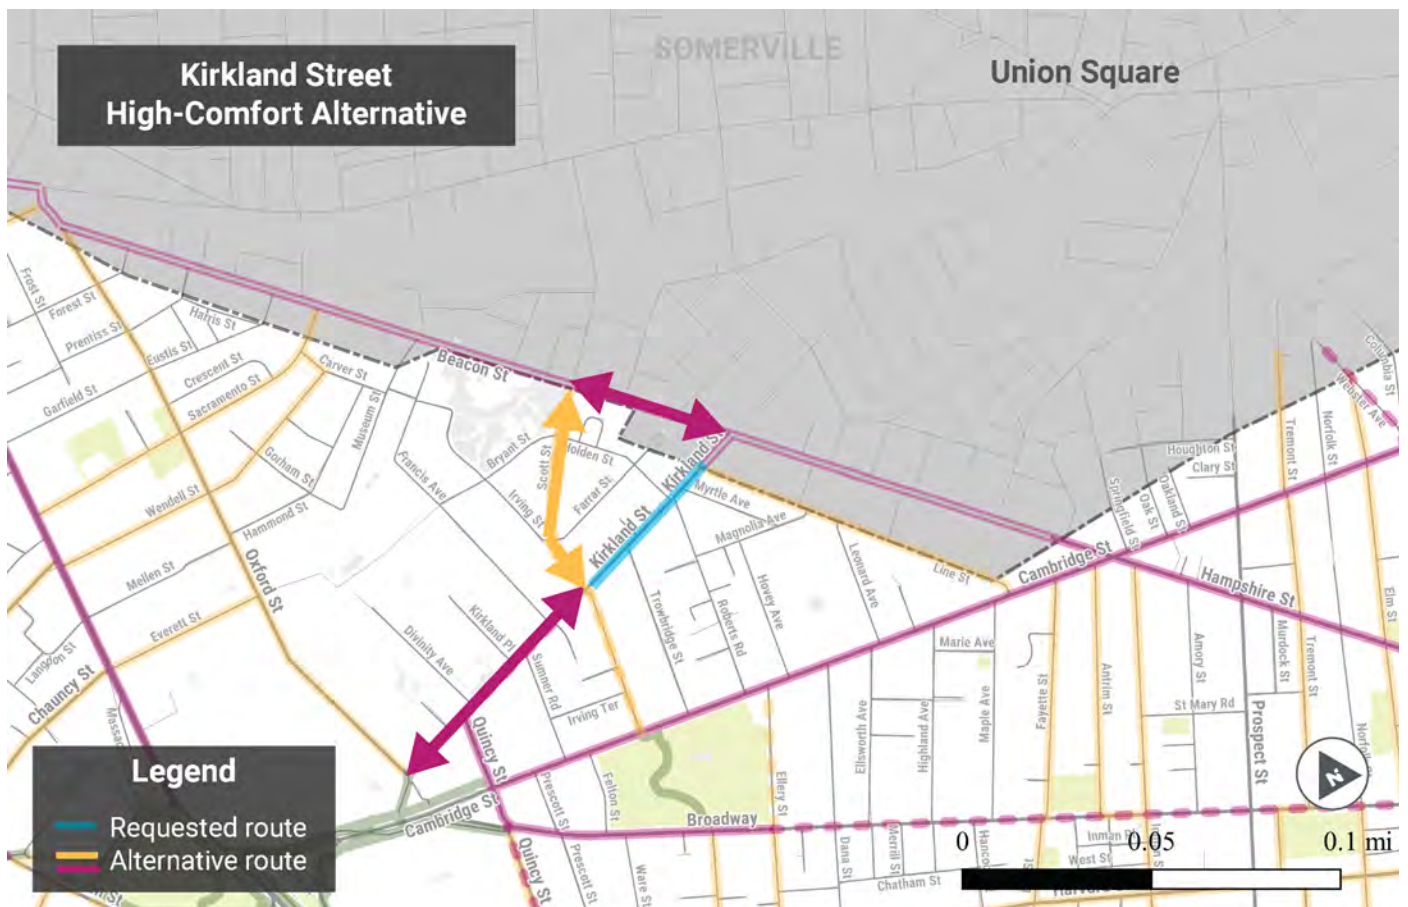 SOMERVILLE
Union Square
Kirkland Street
High-Comfort Alternative
Frost St
Forest St
Prentiss St
Harris St
Eustis St
Crescent St
Garfield St
Sacramento St
Carver St
Museum St
Beacon St
Gorham St
Wendell St
Hammond St
Francis Ave
Bryant St
Irving St
Scott St
Holden St
Farrar St
Kirkland St
Kirkland St
Myrtle Ave
Magnolia Ave
Mellen St
Oxford St
Everett St
Langdon St
Chauncy St
Divinity Ave
Kirkland Pl
Sumner Rd
Irving Ter
Trowbridge St
Roberts Rd
Hovey Ave
Leonard Ave
Line St
Cambridge St
Hampshire St
Springfield St
Oak St
Oakland St
Houghton St
Clary St
Tremont St
Norfolk St
Webster Ave
Columbia St
Elm St
Marie Ave
Maple Ave
Highland Ave
Ellsworth Ave
Fayette St
Antrim St
Amory St
St Mary Rd
Murdock St
Tremont St
Prospect St
Quincy St
Cambridge St
Prescott St
Felton St
Prescott St
Ware St
Quincy St
Ellery St
Broadway
Dana St
Merrill St
Chatham St
West St
N
Legend
Requested route
Alternative route
0 0.05 0.1 mi